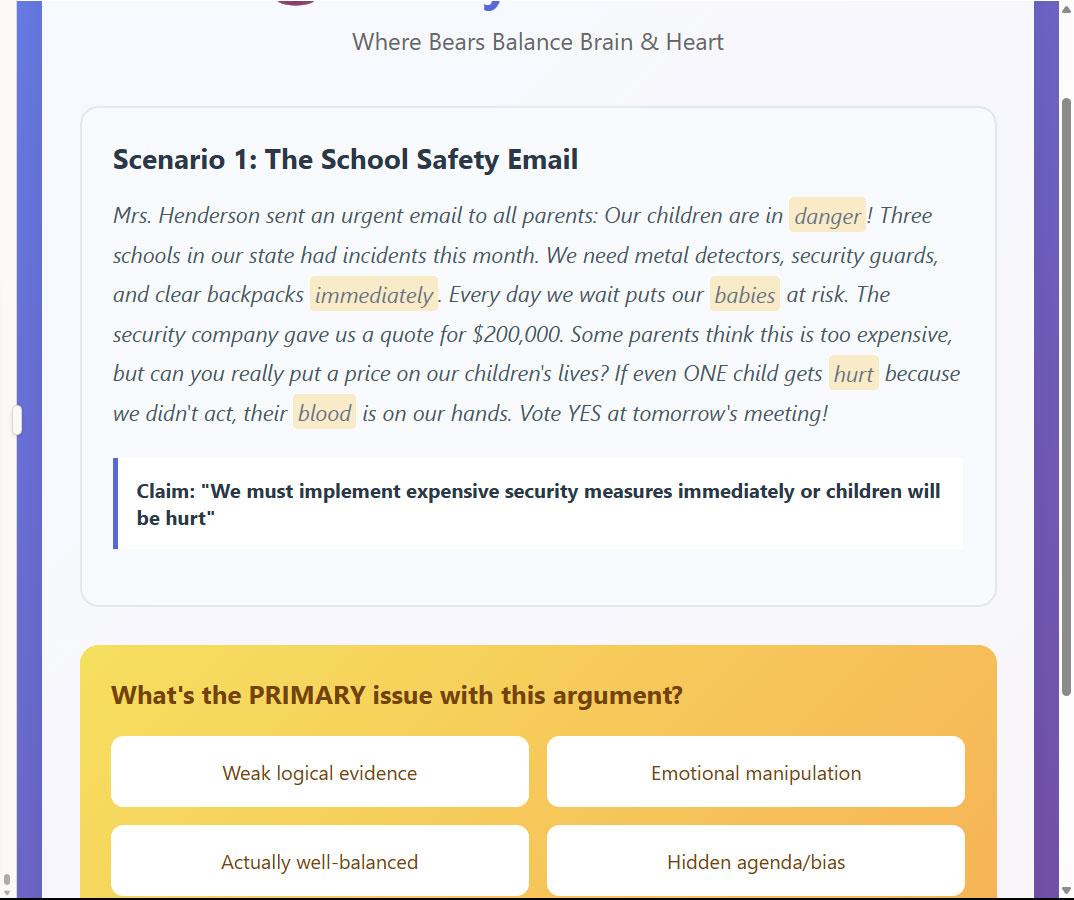 Where Bears Balance Brain & Heart
Scenario 1: The School Safety Email
Mrs. Henderson sent an urgent email to all parents: Our children are in danger! Three
schools in our state had incidents this month. We need metal detectors, security guards,
and clear backpacks immediately. Every day we wait puts our babies at risk. The
security company gave us a quote for $200,000. Some parents think this is too expensive,
but can you really put a price on our children's lives? If even ONE child gets hurt because
we didn't act, their blood is on our hands. Vote YES at tomorrow's meeting!
Claim: "We must implement expensive security measures immediately or children will
be hurt"
What's the PRIMARY issue with this argument?
Weak logical evidence
Emotional manipulation
Actually well-balanced
Hidden agenda/bias